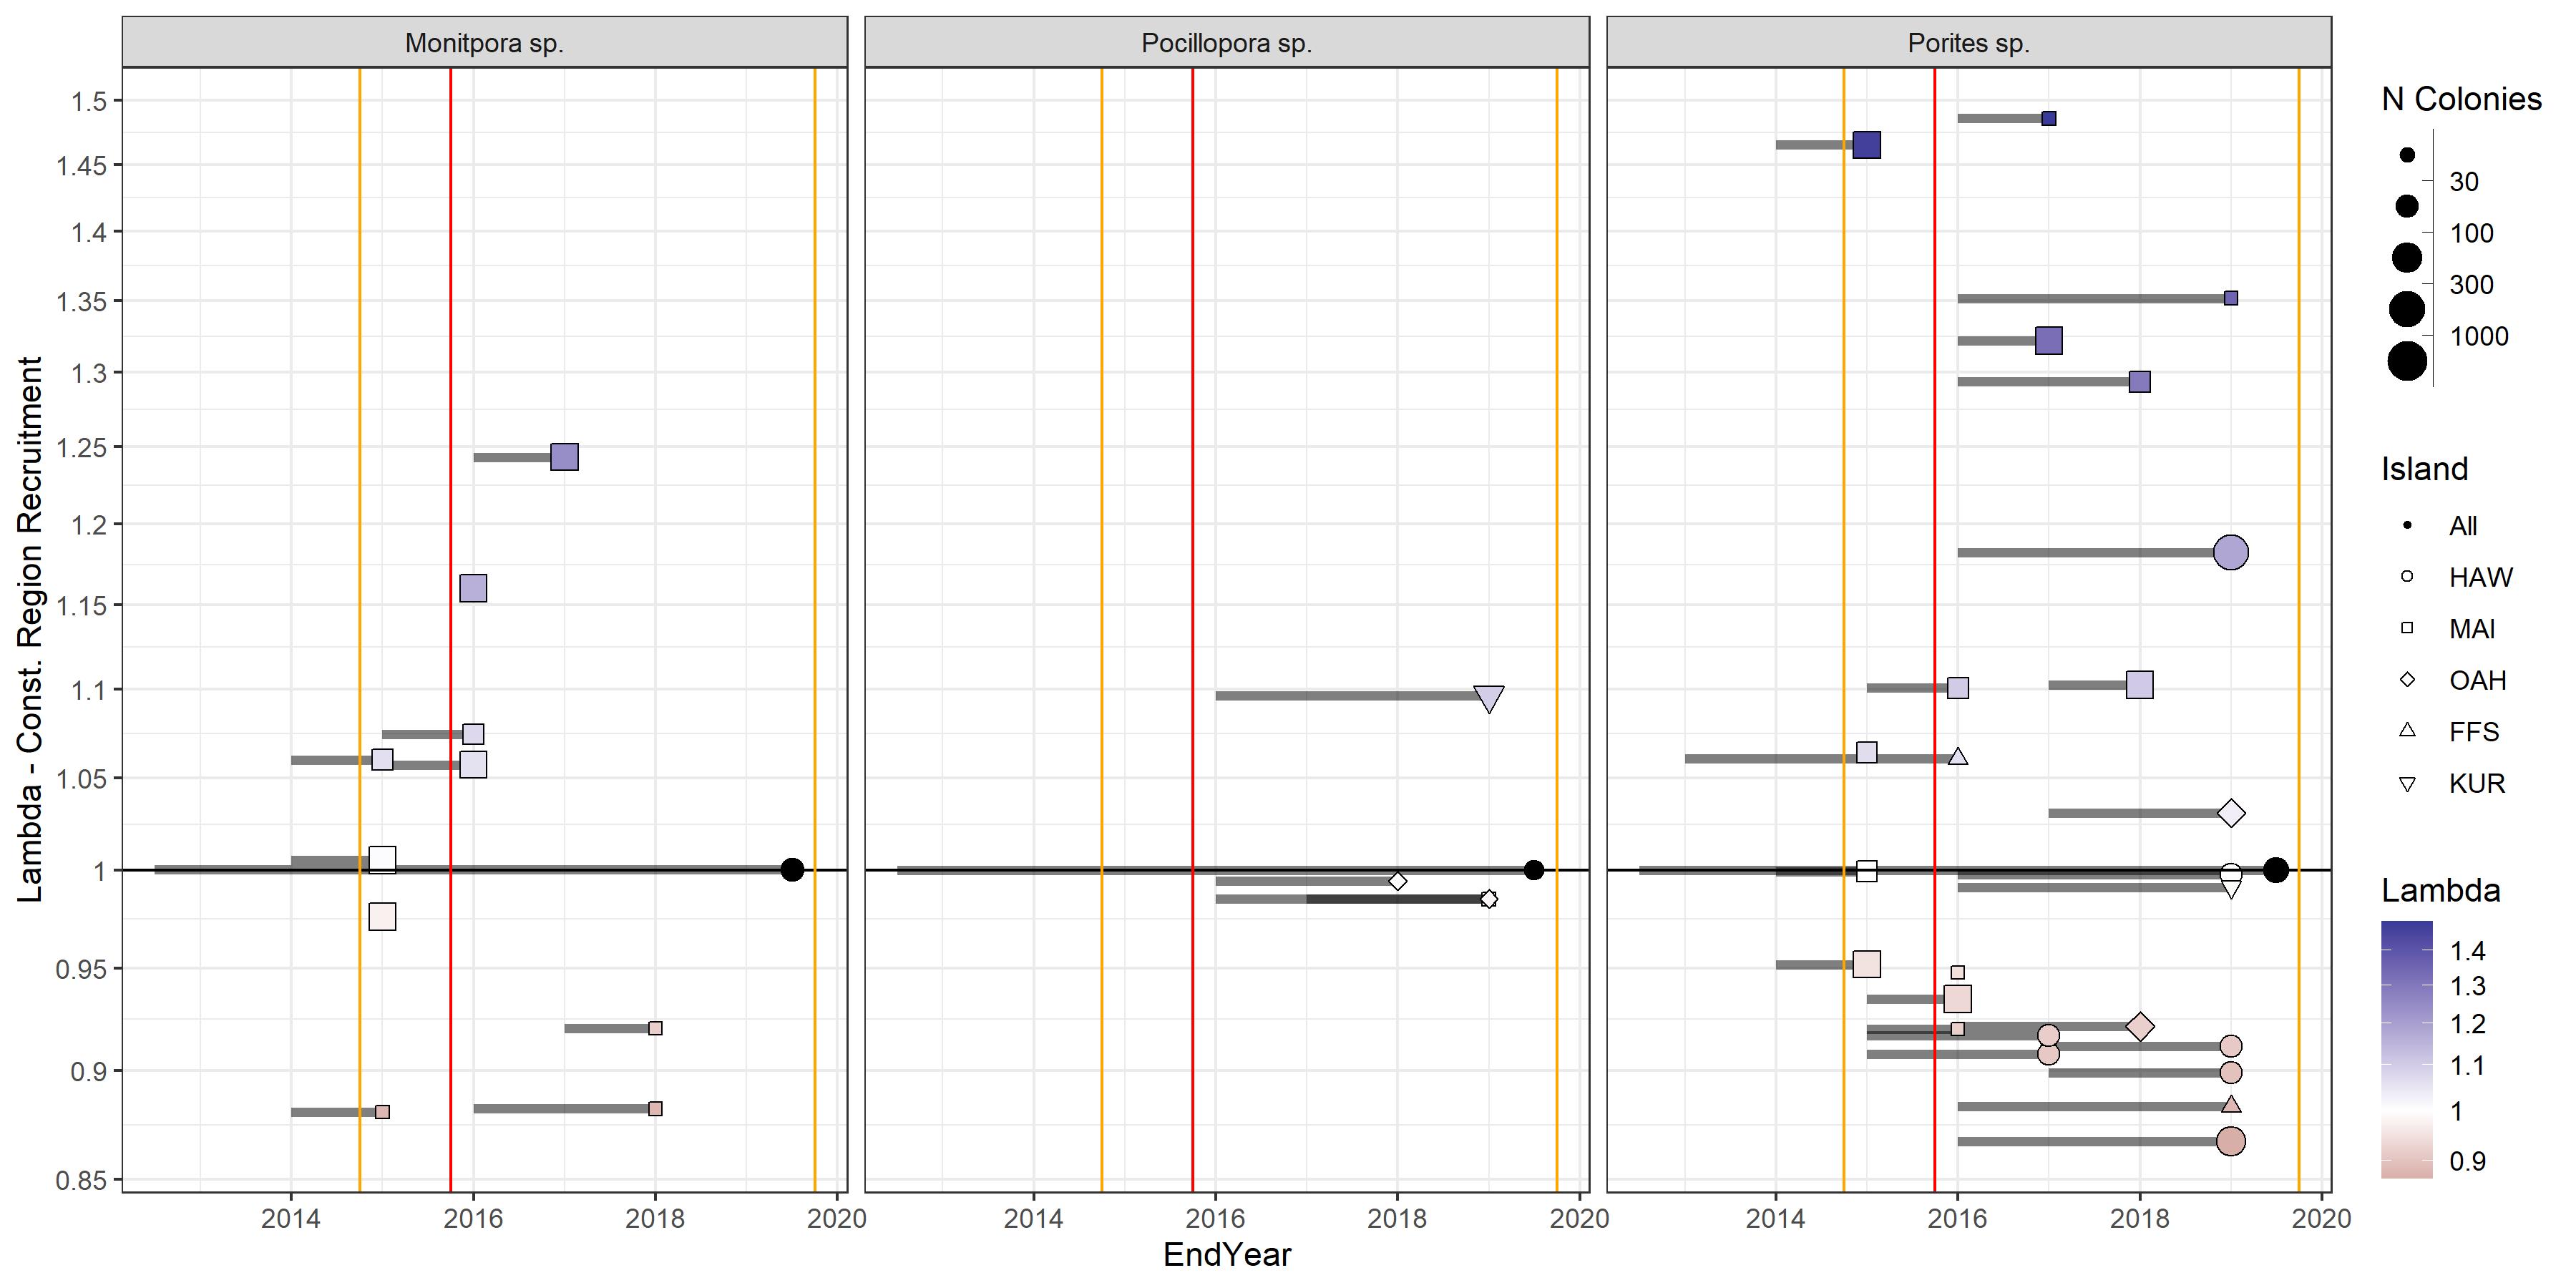 Monitpora sp.
Pocillopora sp.
Porites sp.
Lambda - Const. Region Recruitment
1.5
1.45
1.4
1.35
1.3
1.25
1.2
1.15
1.1
1.05
1
0.95
0.9
0.85
2014 2016 2018 2020
2014 2016 2018 2020
2014 2016 2018 2020
EndYear
N Colonies
30
100
300
1000
Island
All
HAW
MAI
OAH
FFS
KUR
Lambda
1.4
1.3
1.2
1.1
1
0.9